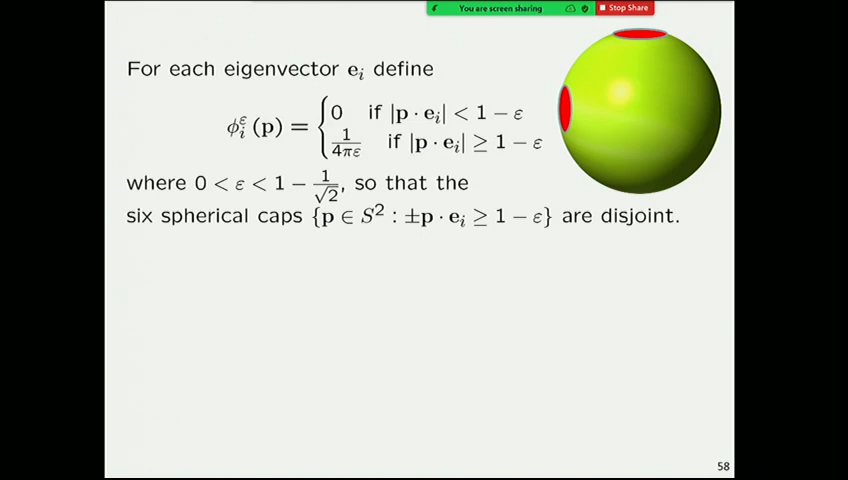 You are screen sharing
Stop Share
For each eigenvector e_i define
ϕ_i^ε(p) = { 0 if |p · e_i| < 1 − ε
1/(4πε) if |p · e_i| ≥ 1 − ε
where 0 < ε < 1 − 1/√2, so that the
six spherical caps {p ∈ S² : ±p · e_i ≥ 1 − ε} are disjoint.
58